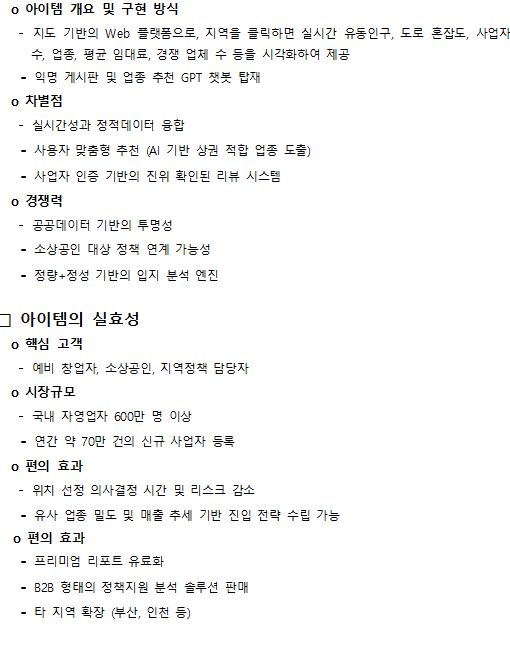 o 아이템 개요 및 구현 방식
- 지도 기반의 Web 플랫폼으로, 지역을 클릭하면 실시간 유동인구, 도로 혼잡도, 사업자
수, 업종, 평균 임대료, 경쟁 업체 수 등을 시각화하여 제공
- 익명 게시판 및 업종 추천 GPT 챗봇 탑재
o 차별점
- 실시간성과 정적데이터 융합
- 사용자 맞춤형 추천 (AI 기반 상권 적합 업종 도출)
- 사업자 인증 기반의 진위 확인된 리뷰 시스템
o 경쟁력
- 공공데이터 기반의 투명성
- 소상공인 대상 정책 연계 가능성
- 정량+정성 기반의 입지 분석 엔진
□ 아이템의 실효성
o 핵심 고객
- 예비 창업자, 소상공인, 지역정책 담당자
o 시장규모
- 국내 자영업자 600만 명 이상
- 연간 약 70만 건의 신규 사업자 등록
o 편의 효과
- 위치 선정 의사결정 시간 및 리스크 감소
- 유사 업종 밀도 및 매출 추세 기반 진입 전략 수립 가능
o 편의 효과
- 프리미엄 리포트 유료화
- B2B 형태의 정책지원 분석 솔루션 판매
- 타 지역 확장 (부산, 인천 등)